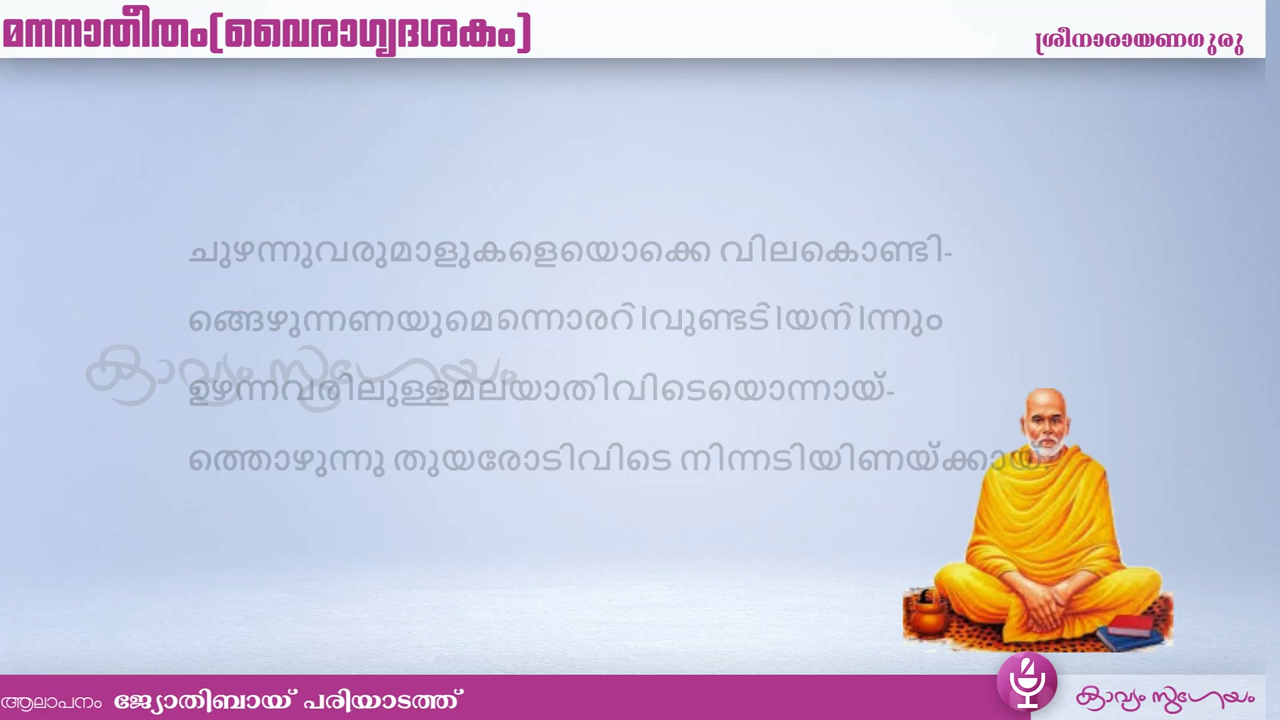 മനനാതീതം(വൈരാഗ്യദശകം)
ശ്രീനാരായണഗുരു
ചുഴന്നുവരുമാളുകളെയൊക്കെ വിലകൊണ്ടി-
ങ്ങെഴുന്നണയുമെന്നൊരറിവുണ്ടടിയനിന്നും
കാവ്യം സുഗേയം
ഉഴന്നവരിലുള്ളമലയാതിവിടെയൊന്നായ്-
ത്തൊഴുന്നു തുയരോടിവിടെ നിന്നടിയിണയ്ക്കായ്.
ആലാപനം ജ്യോതിബായ് പരിയാടത്ത്
കാവ്യം സുഗേയം